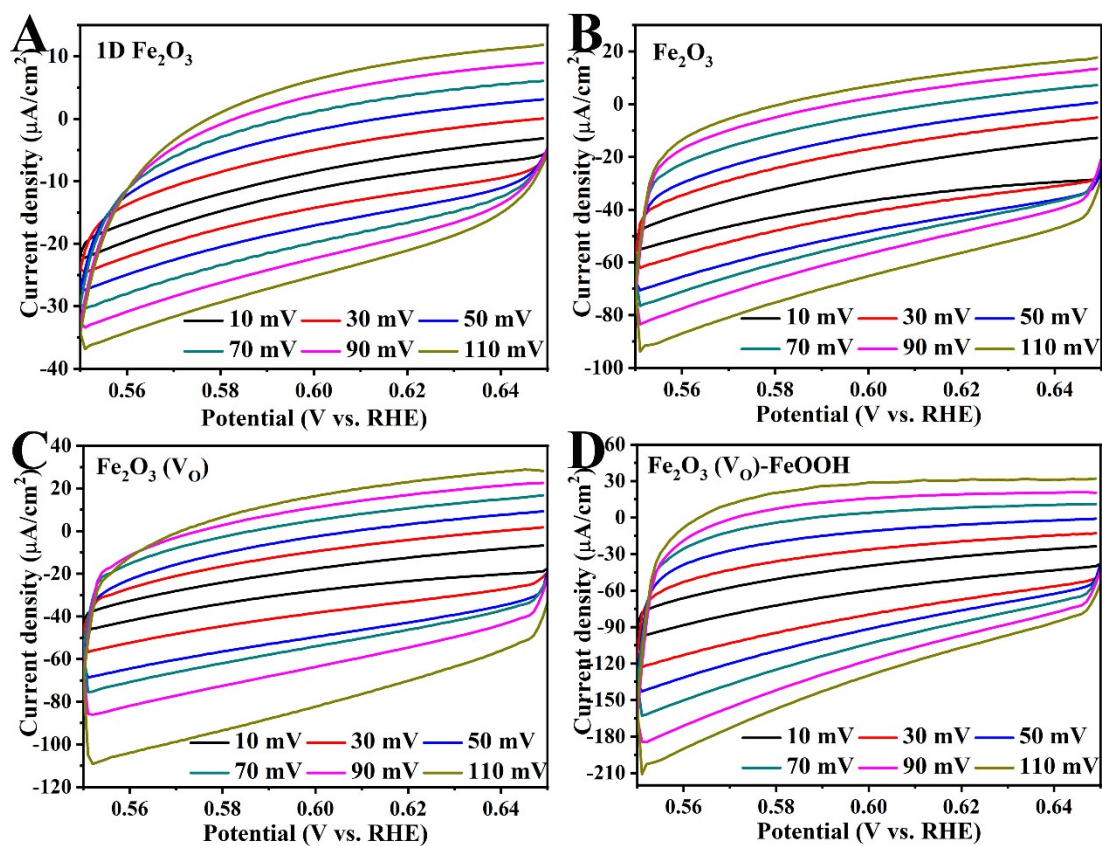 A
1D Fe₂O₃
Current density (μA/cm²)
10
0
-10
-20
-30
-40
10 mV 30 mV 50 mV
70 mV 90 mV 110 mV
0.56 0.58 0.60 0.62 0.64
Potential (V vs. RHE)
B
Fe₂O₃
Current density (μA/cm²)
20
0
-20
-40
-60
-80
-100
10 mV 30 mV 50 mV
70 mV 90 mV 110 mV
0.56 0.58 0.60 0.62 0.64
Potential (V vs. RHE)
C
Fe₂O₃ (V_O)
Current density (μA/cm²)
40
20
0
-20
-40
-60
-80
-100
-120
10 mV 30 mV 50 mV
70 mV 90 mV 110 mV
0.56 0.58 0.60 0.62 0.64
Potential (V vs. RHE)
D
Fe₂O₃ (V_O)-FeOOH
Current density (μA/cm²)
60
30
0
-30
-60
-90
-120
-150
-180
-210
10 mV 30 mV 50 mV
70 mV 90 mV 110 mV
0.56 0.58 0.60 0.62 0.64
Potential (V vs. RHE)